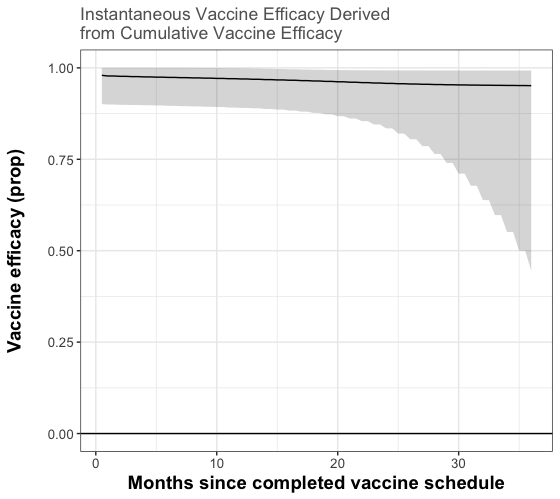 Instantaneous Vaccine Efficacy Derived
from Cumulative Vaccine Efficacy
Vaccine efficacy (prop)
1.00
0.75
0.50
0.25
0.00
0 10 20 30
Months since completed vaccine schedule